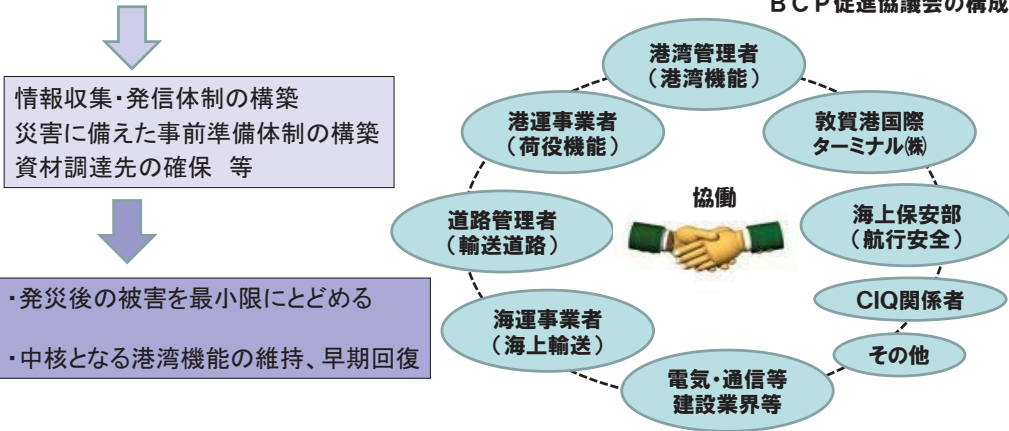 BCP促進協議会の構成
情報収集・発信体制の構築
災害に備えた事前準備体制の構築
資材調達先の確保 等
・発災後の被害を最小限にとどめる
・中核となる港湾機能の維持、早期回復
港湾管理者
(港湾機能)
港運事業者
(荷役機能)
敦賀港国際
ターミナル㈱
協働
道路管理者
(輸送道路)
海上保安部
(航行安全)
CIQ関係者
海運事業者
(海上輸送)
その他
電気・通信等
建設業界等